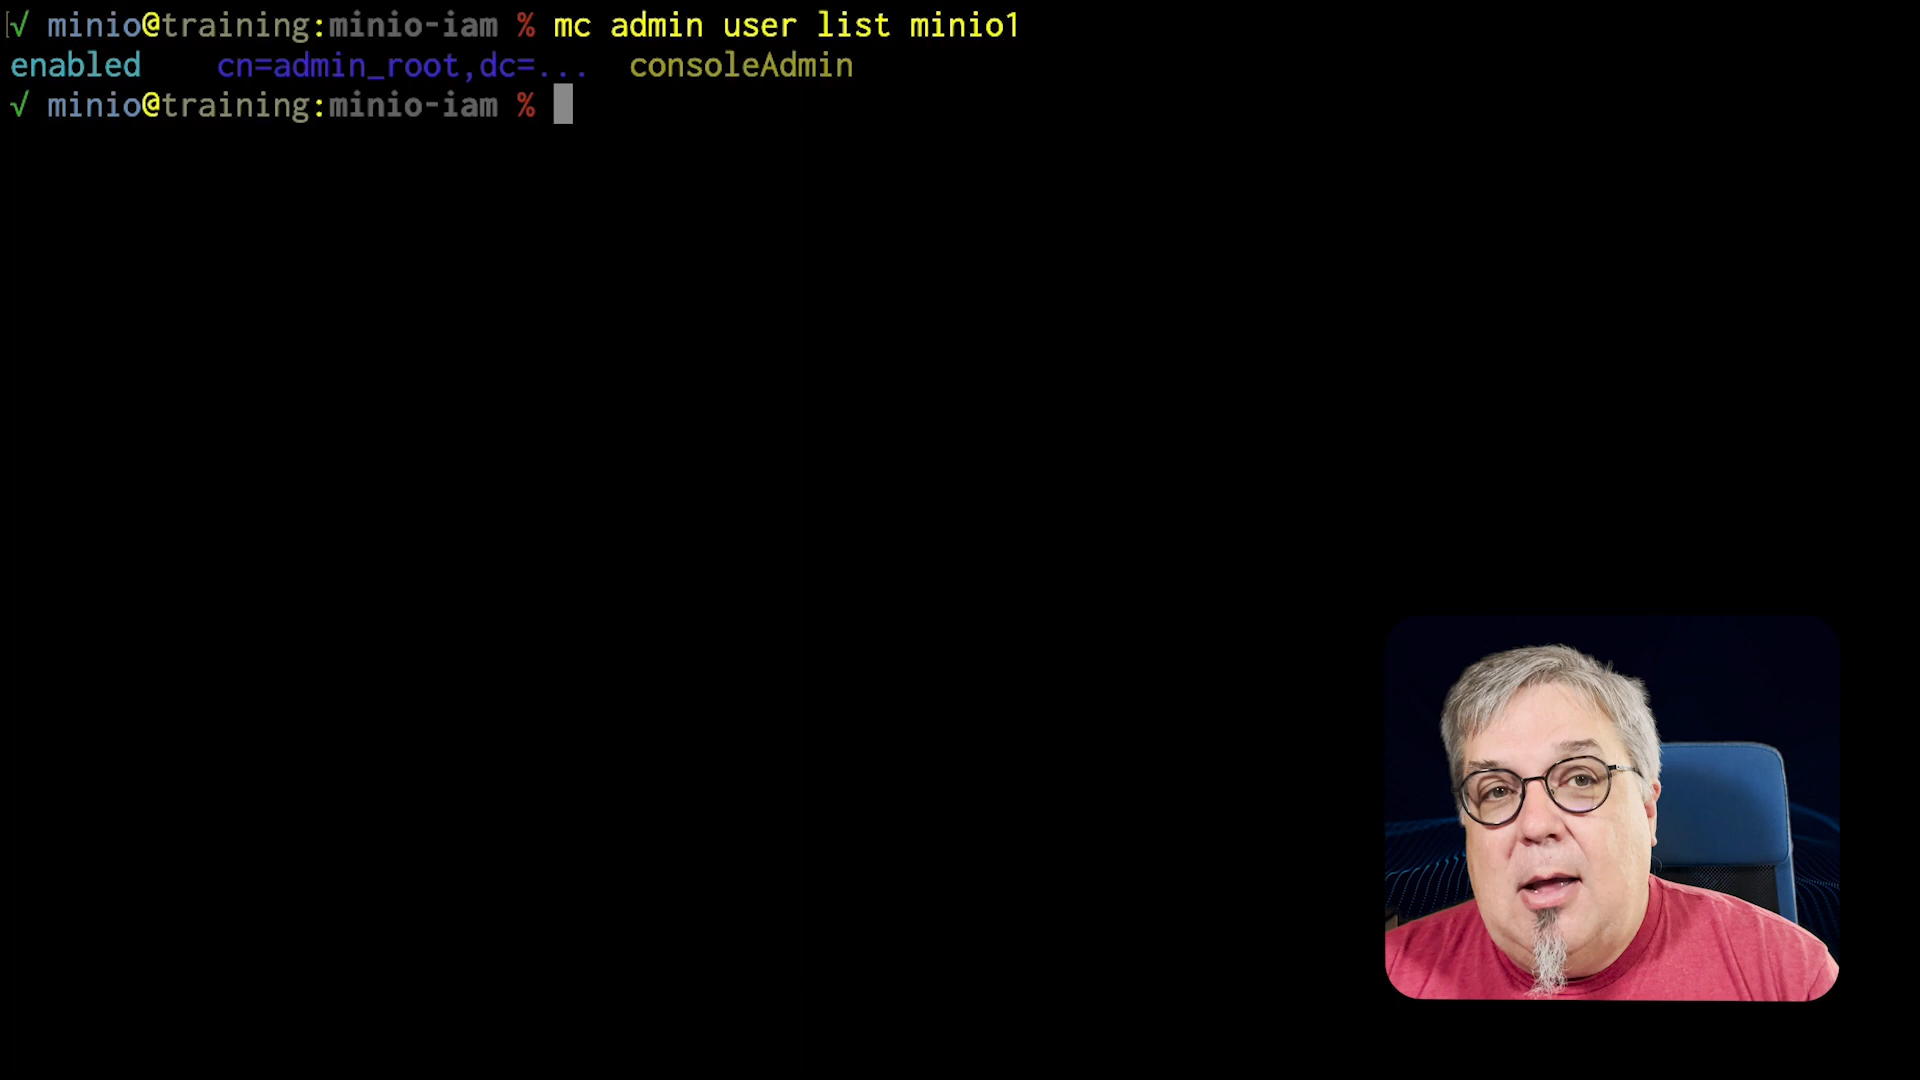 √ minio@training:minio-iam % mc admin user list minio1
enabled    cn=admin_root,dc=...  consoleAdmin
√ minio@training:minio-iam %